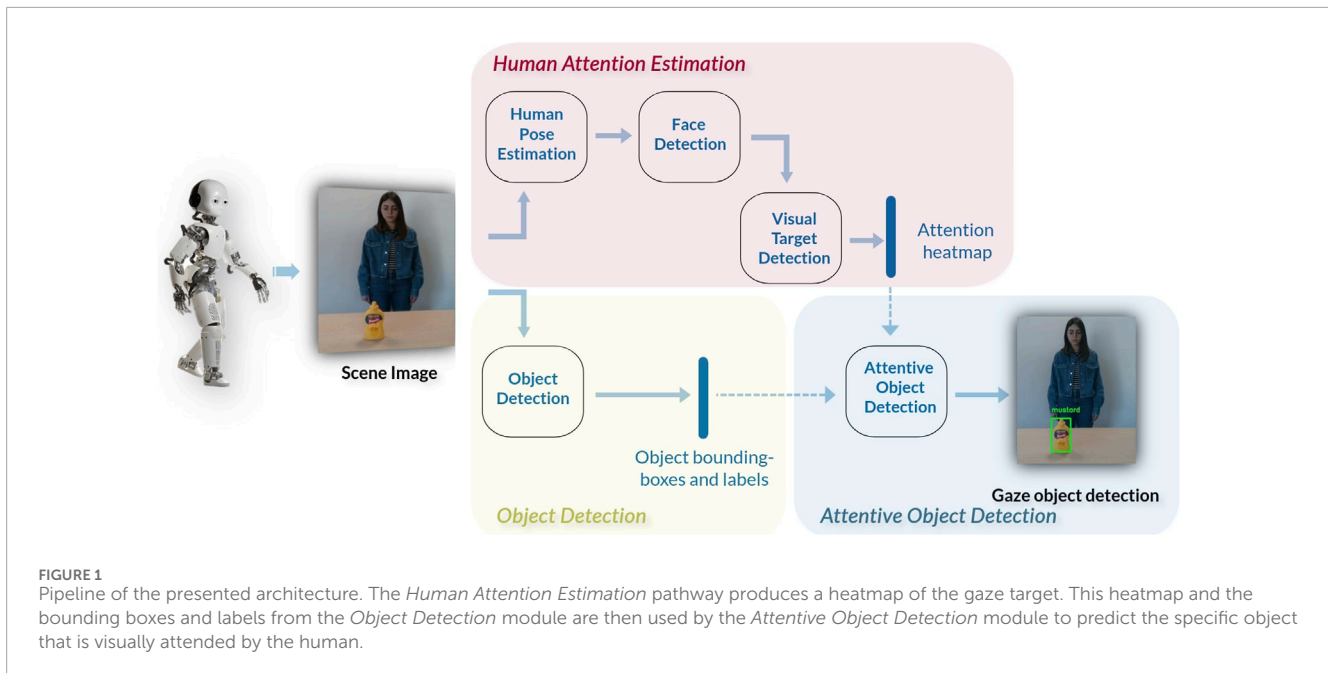 Human Attention Estimation
Human
Pose
Estimation
Face
Detection
Visual
Target
Detection
Attention
heatmap
Scene Image
Object
Detection
Object bounding-
boxes and labels
Object Detection
Attentive
Object
Detection
mustard
Gaze object detection
Attentive Object Detection
FIGURE 1
Pipeline of the presented architecture. The Human Attention Estimation pathway produces a heatmap of the gaze target. This heatmap and the
bounding boxes and labels from the Object Detection module are then used by the Attentive Object Detection module to predict the specific object
that is visually attended by the human.